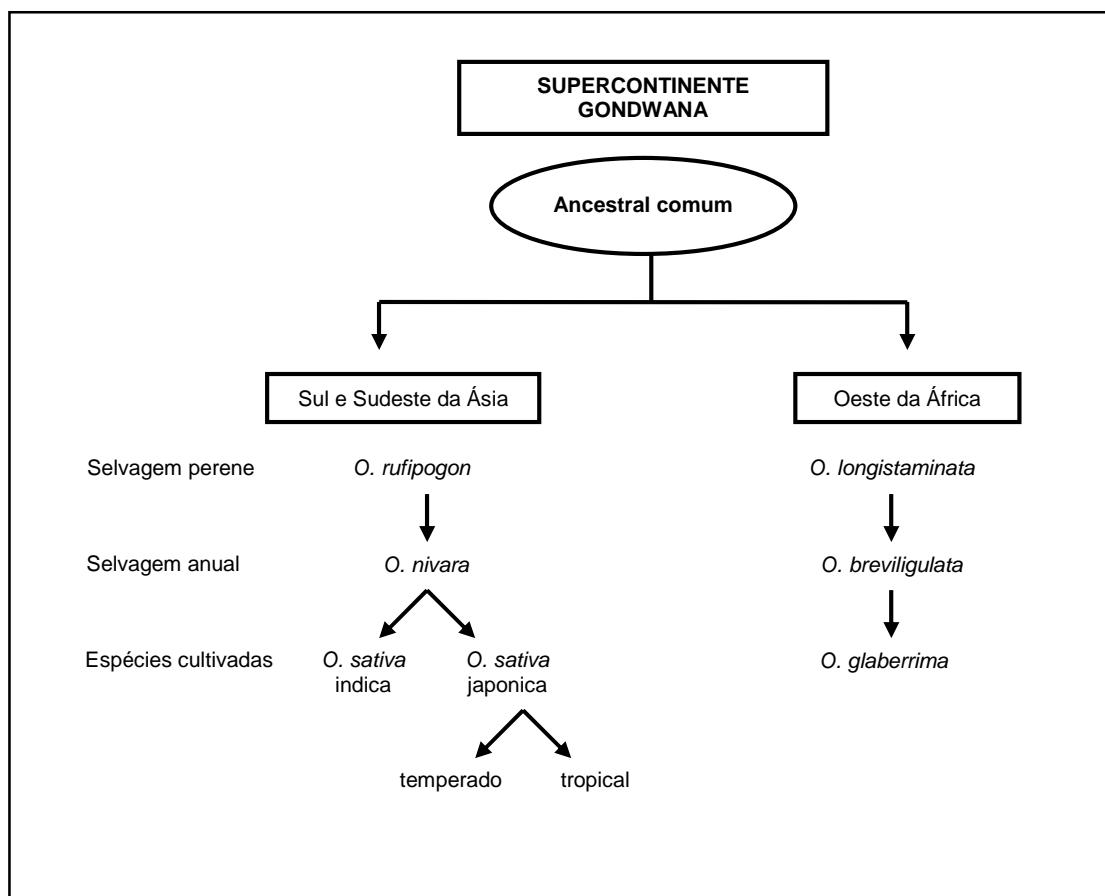 SUPERCONTINENTE
GONDWANA
Ancestral comum
Sul e Sudeste da Ásia
Oeste da África
Selvagem perene
O. rufipogon
O. longistaminata
Selvagem anual
O. nivara
O. breviligulata
Espécies cultivadas
O. sativa
indica
O. sativa
japonica
O. glaberrima
temperado
tropical